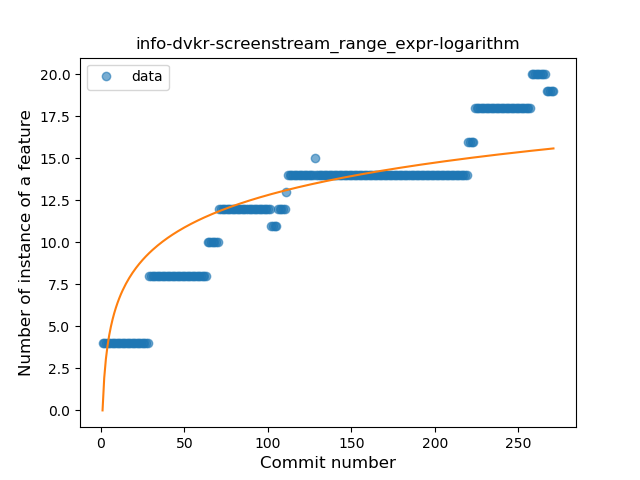 info-dvkr-screenstream_range_expr-logarithm
data
20.0
17.5
15.0
12.5
10.0
7.5
5.0
2.5
0.0
Number of instance of a feature
0 50 100 150 200 250
Commit number